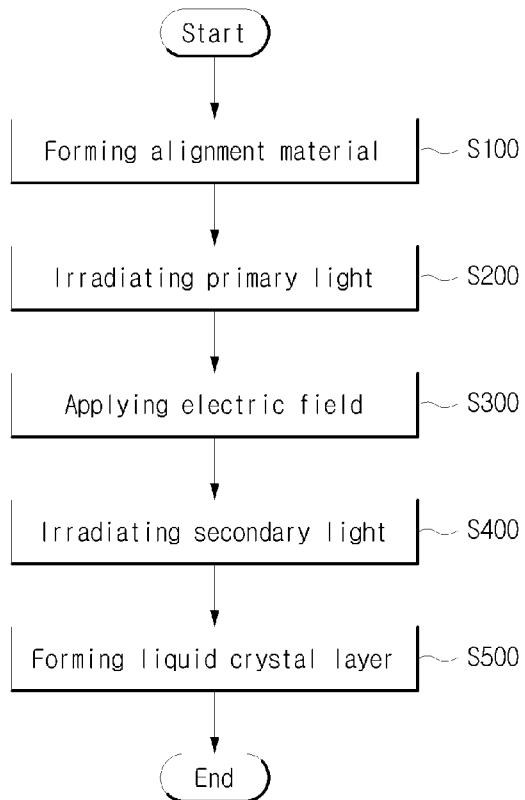 Start
Forming alignment material
S100
Irradiating primary light
S200
Applying electric field
S300
Irradiating secondary light
S400
Forming liquid crystal layer
S500
End